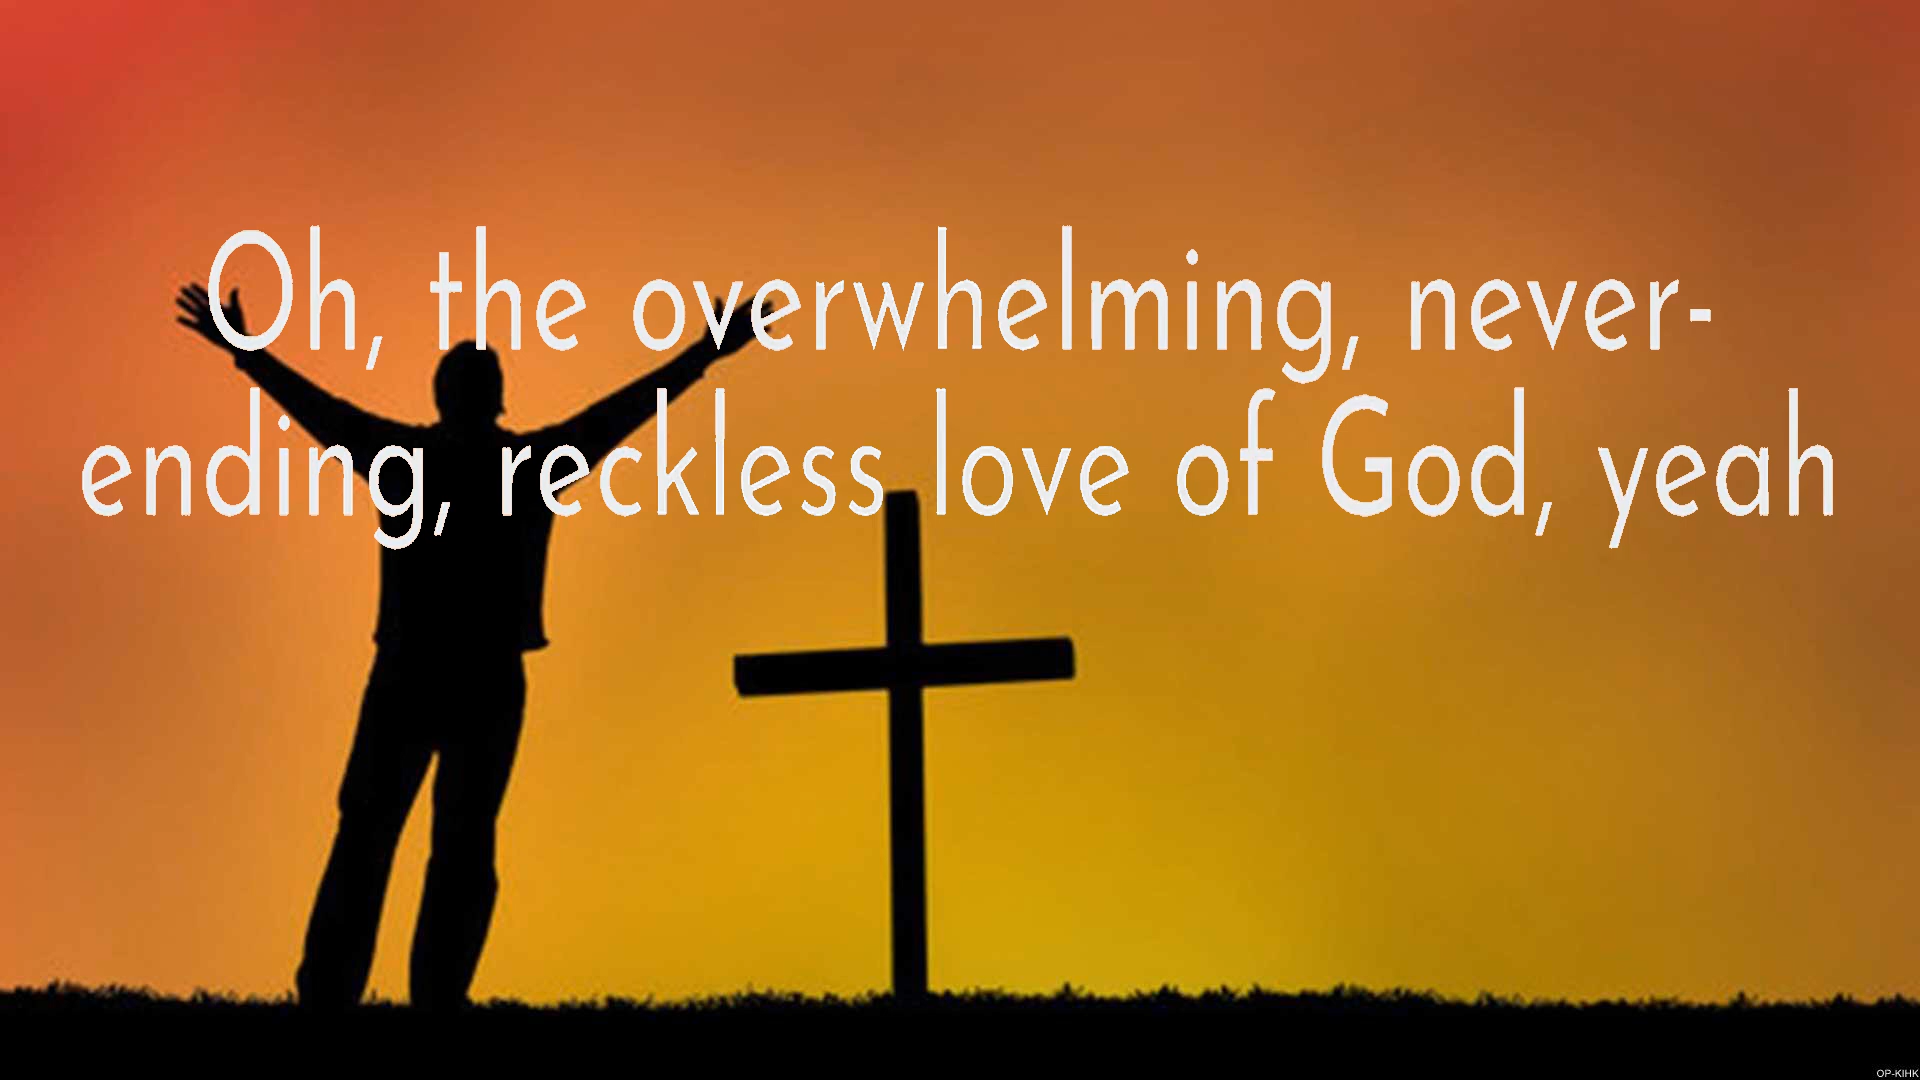 Oh, the overwhelming, never-
ending, reckless love of God, yeah
OP-KIHK